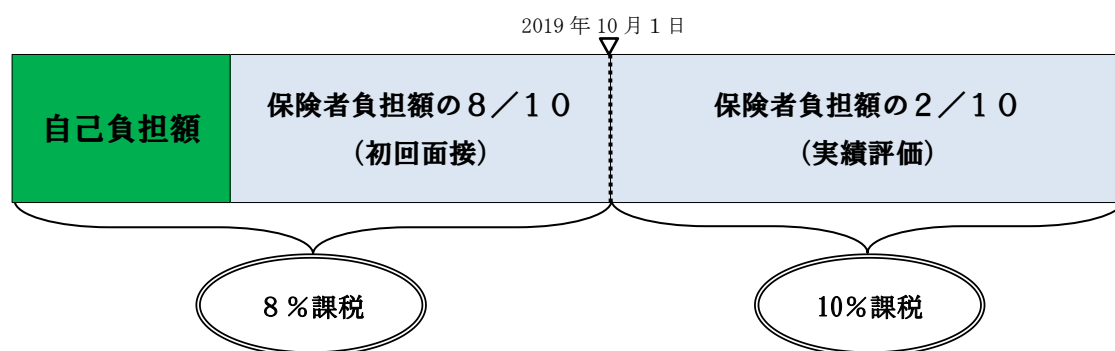 2019年10月1日
自己負担額
保険者負担額の8／10
（初回面接）
保険者負担額の2／10
（実績評価）
8％課税
10%課税